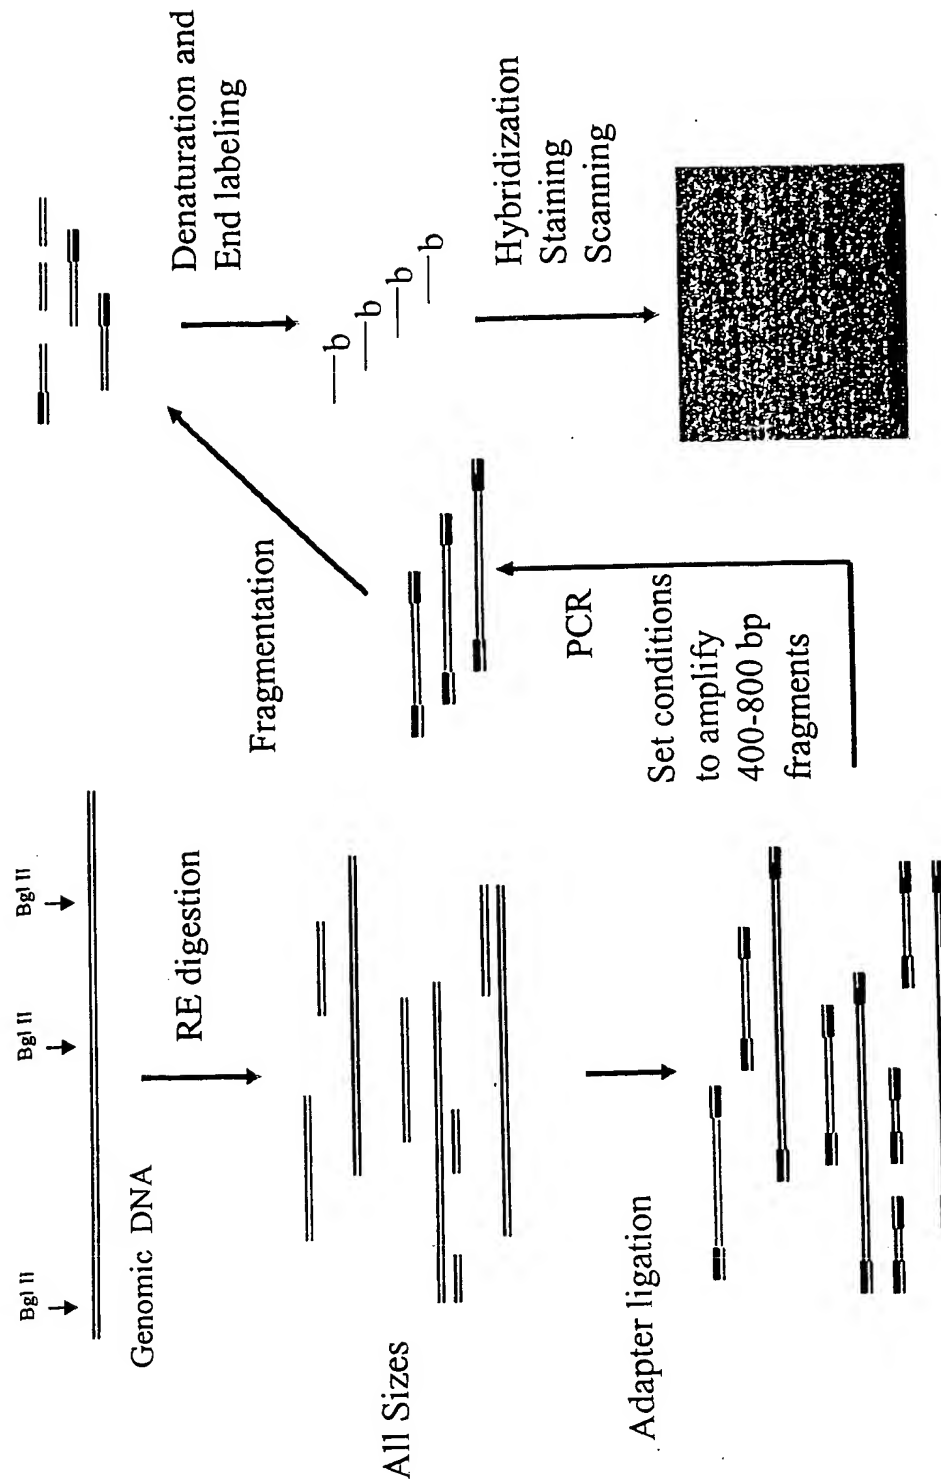 Bgl II
Bgl II
Bgl II
Genomic DNA
RE digestion
All Sizes
Adapter ligation
Set conditions
to amplify
400-800 bp
fragments
PCR
Fragmentation
Denaturation and
End labeling
b
b
b
b
Hybridization
Staining
Scanning